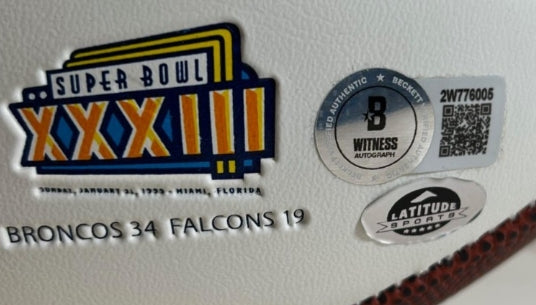 SUPER BOWL
XXXIII
SUNDAY, JANUARY 31, 1999 - MIAMI, FLORIDA
BRONCOS 34 FALCONS 19
AUTHENTIC ★ BECKETT
B
WITNESS
AUTOGRAPH
2W776005
LATITUDE
SPORTS